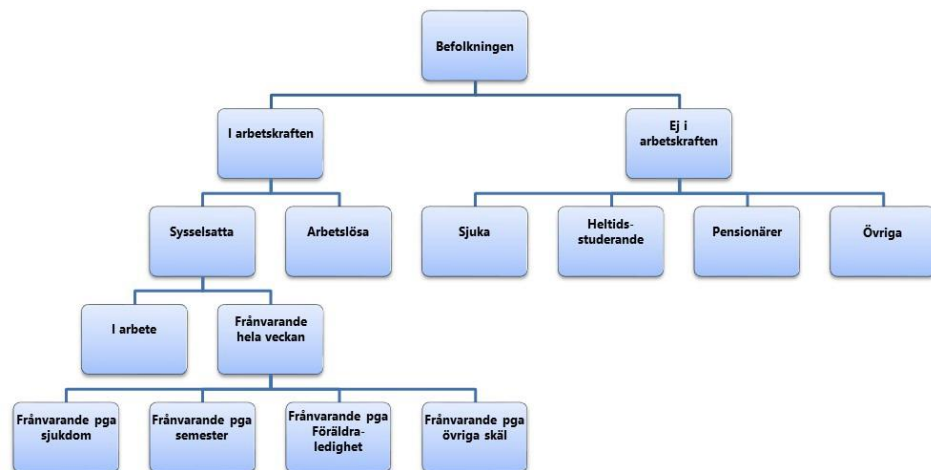 Befolkningen
I arbetskraften
Ej i
arbetskraften
Sysselsatta
Arbetslösa
Sjuka
Heltids-
studerande
Pensionärer
Övriga
I arbete
Frånvarande
hela veckan
Frånvarande pga
sjukdom
Frånvarande pga
semester
Frånvarande pga
Föräldra-
ledighet
Frånvarande pga
övriga skäl